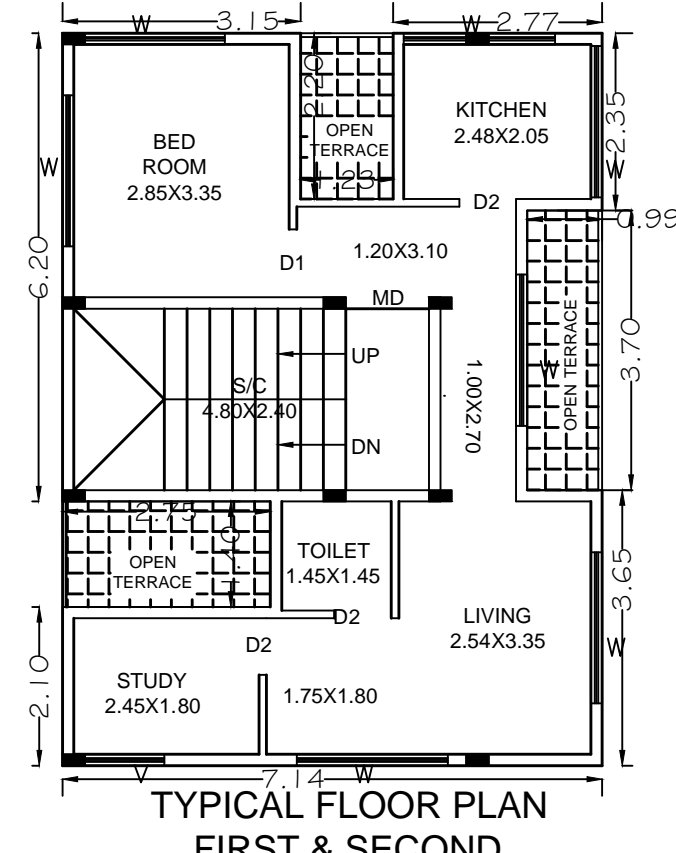 W
3.15
2.77
W
2.20
OPEN
TERRACE
1.23
KITCHEN
2.48X2.05
2.35
W
BED
ROOM
2.85X3.35
W
D2
0.99
D1
1.20X3.10
6.20
MD
UP
S/C
4.80X2.40
DN
1.00X2.70
W
OPEN TERRACE
3.70
2.75
1.40
OPEN
TERRACE
TOILET
1.45X1.45
D2
LIVING
2.54X3.35
3.65
W
D2
2.10
STUDY
2.45X1.80
1.75X1.80
V
7.14
W
TYPICAL FLOOR PLAN
FIRST & SECOND